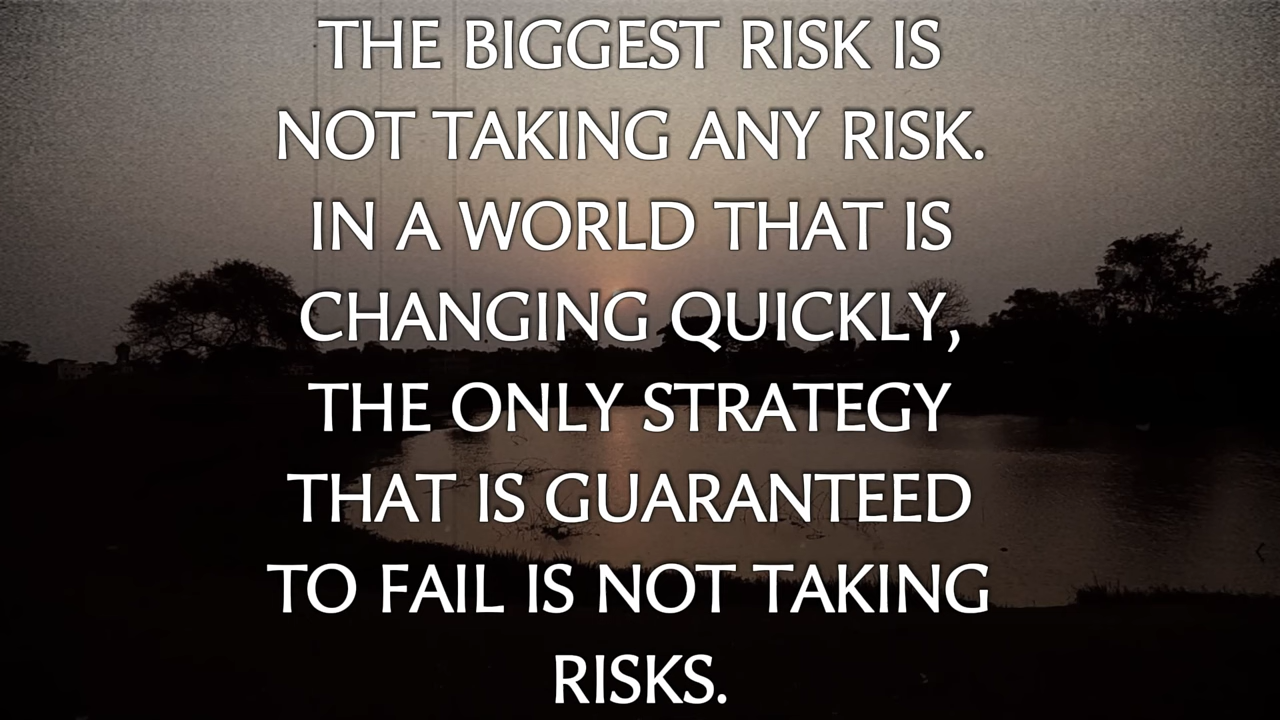 THE BIGGEST RISK IS
NOT TAKING ANY RISK.
IN A WORLD THAT IS
CHANGING QUICKLY,
THE ONLY STRATEGY
THAT IS GUARANTEED
TO FAIL IS NOT TAKING
RISKS.